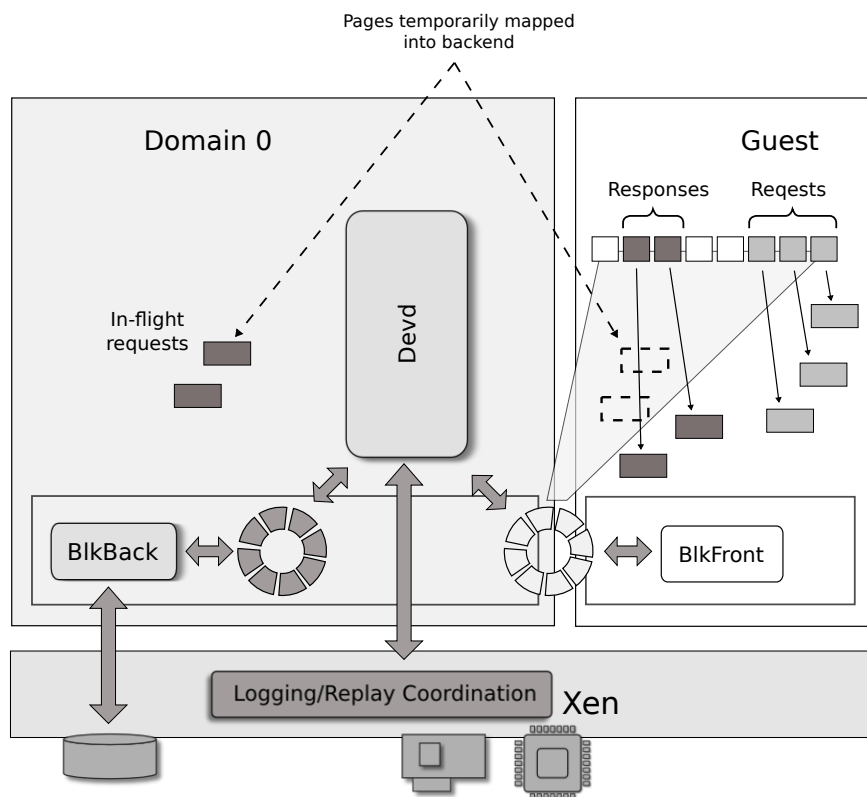 Pages temporarily mapped
into backend
Domain 0
Guest
Responses
Reqests
In-flight
requests
Devd
BlkBack
BlkFront
Logging/Replay Coordination
Xen